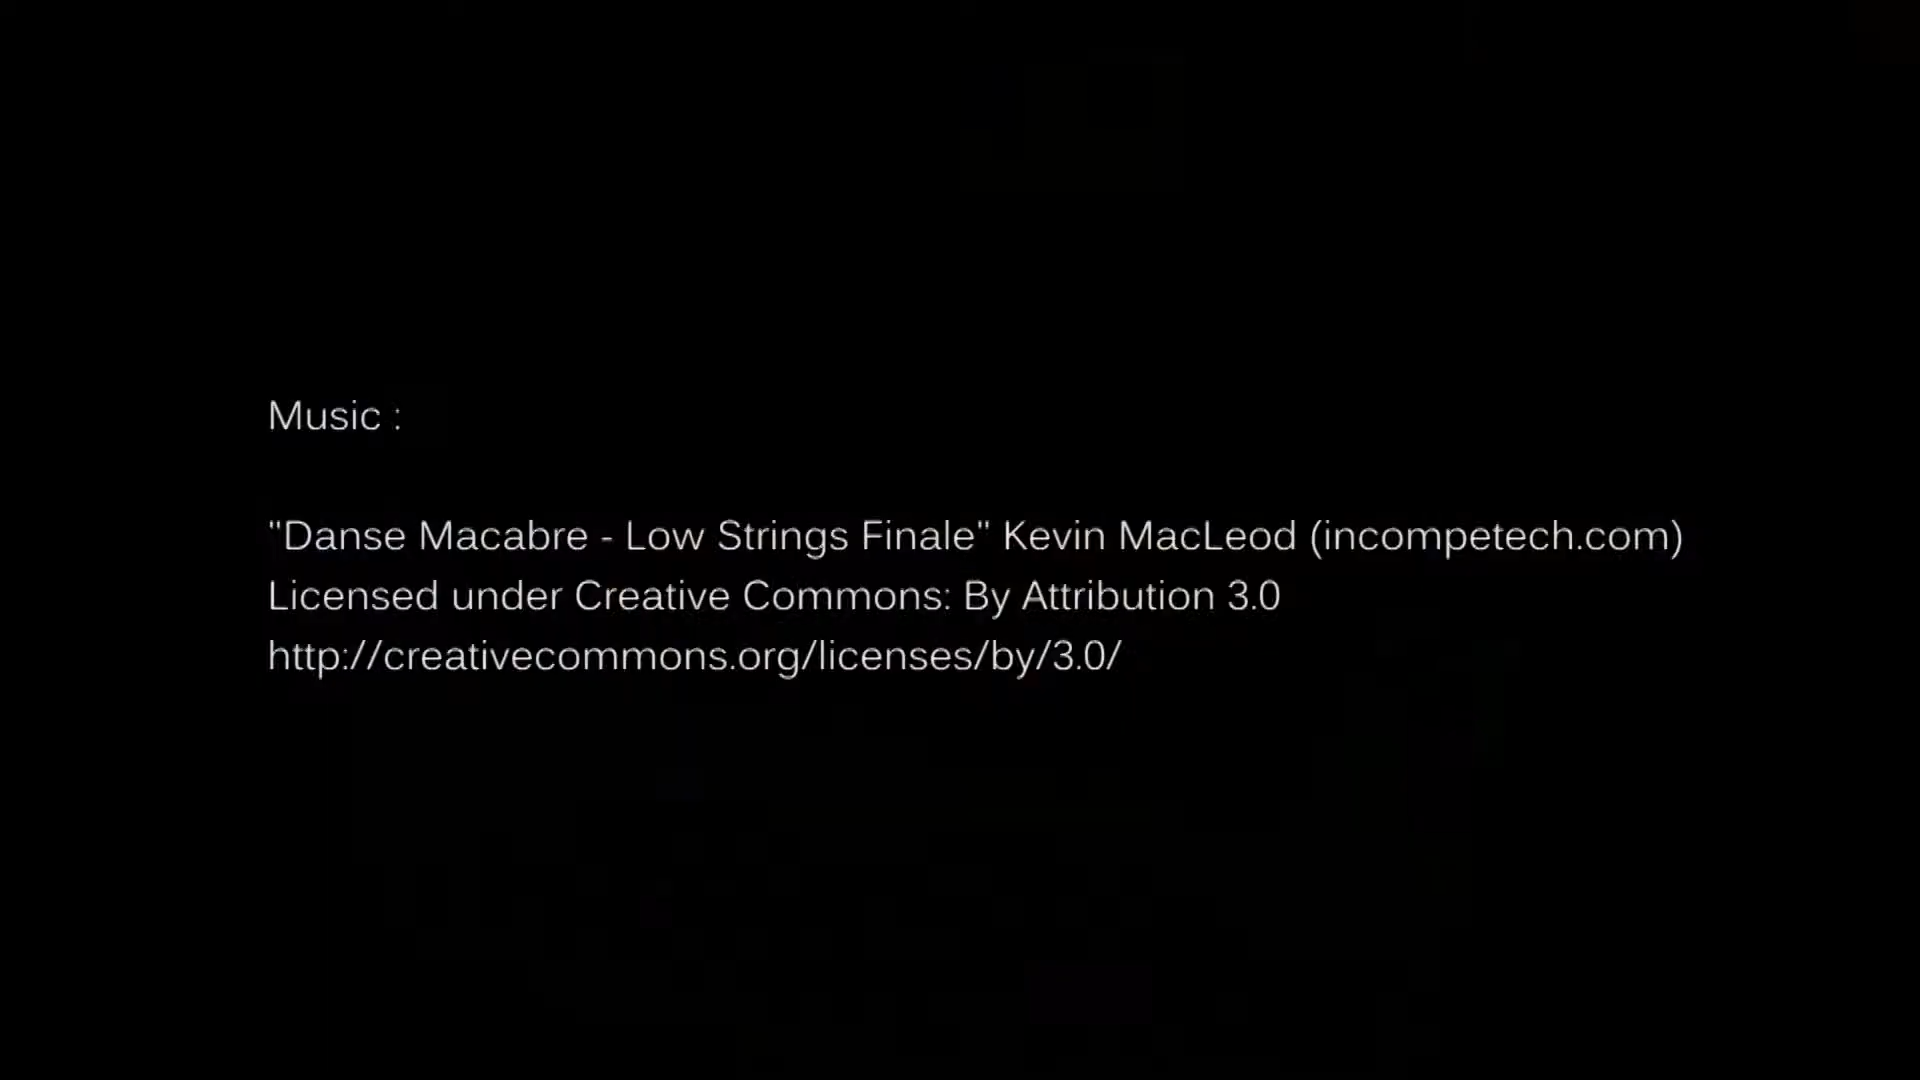 Music :
"Danse Macabre - Low Strings Finale" Kevin MacLeod (incompetech.com)
Licensed under Creative Commons: By Attribution 3.0
http://creativecommons.org/licenses/by/3.0/